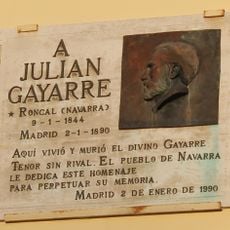 A
JULIAN
GAYARRE
★ RONCAL (NAVARRA)
9-1-1844
MADRID 2-1-1890
AQUÍ VIVIÓ Y MURIÓ EL DIVINO GAYARRE
TENOR SIN RIVAL. EL PUEBLO DE NAVARRA
LE DEDICA ESTE HOMENAJE
PARA PERPETUAR SU MEMORIA.
MADRID 2 DE ENERO DE 1990